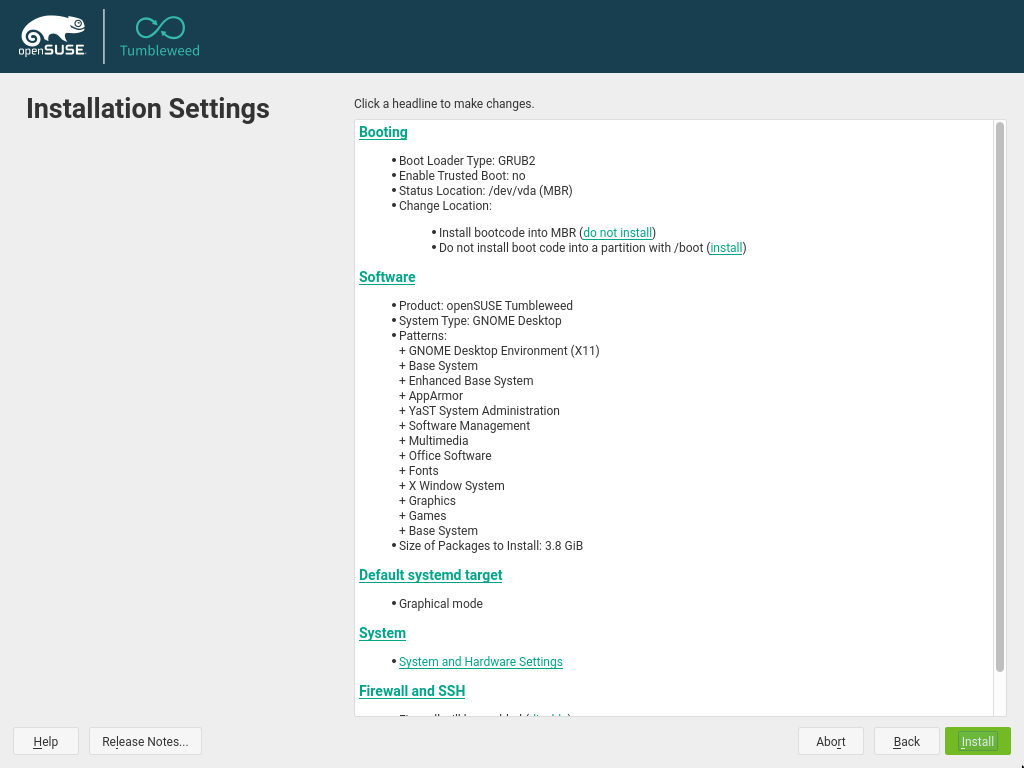 openSUSE
Tumbleweed
Installation Settings
Click a headline to make changes.
Booting
• Boot Loader Type: GRUB2
• Enable Trusted Boot: no
• Status Location: /dev/vda (MBR)
• Change Location:
• Install bootcode into MBR (do not install)
• Do not install boot code into a partition with /boot (install)
Software
• Product: openSUSE Tumbleweed
• System Type: GNOME Desktop
• Patterns:
+ GNOME Desktop Environment (X11)
+ Base System
+ Enhanced Base System
+ AppArmor
+ YaST System Administration
+ Software Management
+ Multimedia
+ Office Software
+ Fonts
+ X Window System
+ Graphics
+ Games
+ Base System
• Size of Packages to Install: 3.8 GiB
Default systemd target
• Graphical mode
System
• System and Hardware Settings
Firewall and SSH
Help
Release Notes...
Abort
Back
Install